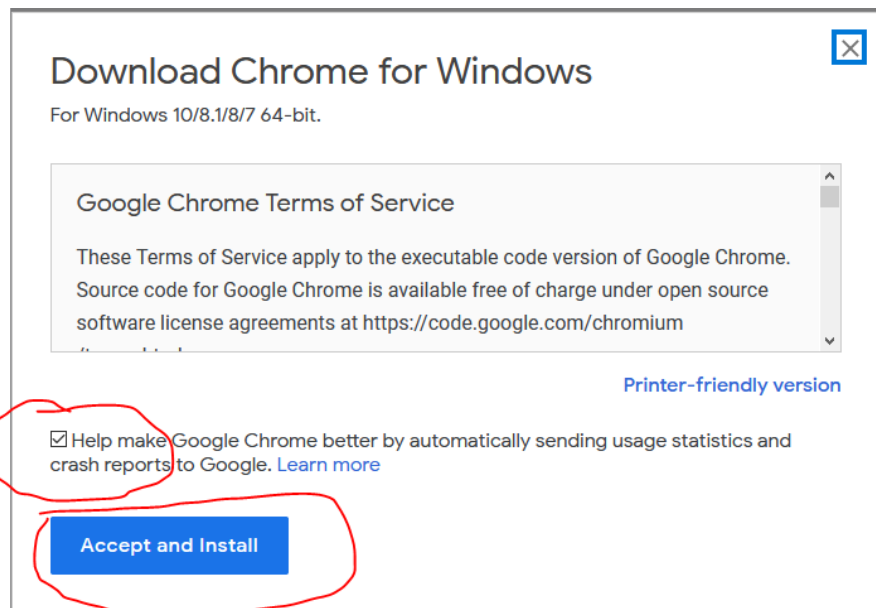 Download Chrome for Windows
For Windows 10/8.1/8/7 64-bit.
Google Chrome Terms of Service
These Terms of Service apply to the executable code version of Google Chrome.
Source code for Google Chrome is available free of charge under open source
software license agreements at https://code.google.com/chromium
Printer-friendly version
Help make Google Chrome better by automatically sending usage statistics and
crash reports to Google. Learn more
Accept and Install